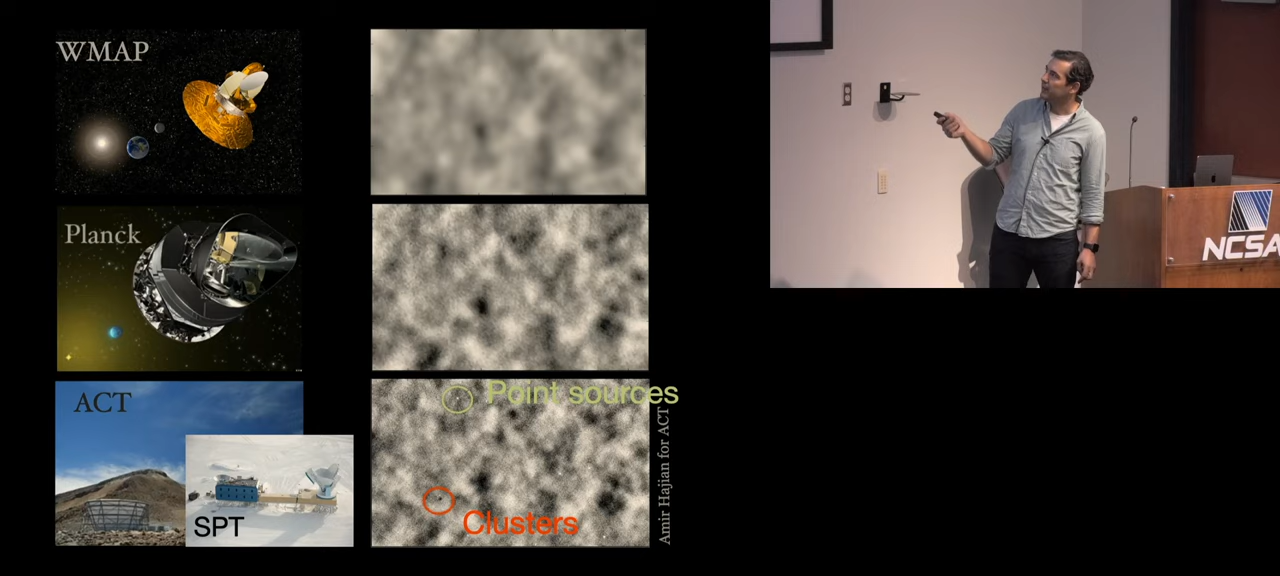 WMAP
Planck
ACT
SPT
Point sources
Clusters
Amir Hajian for ACT
NCSA